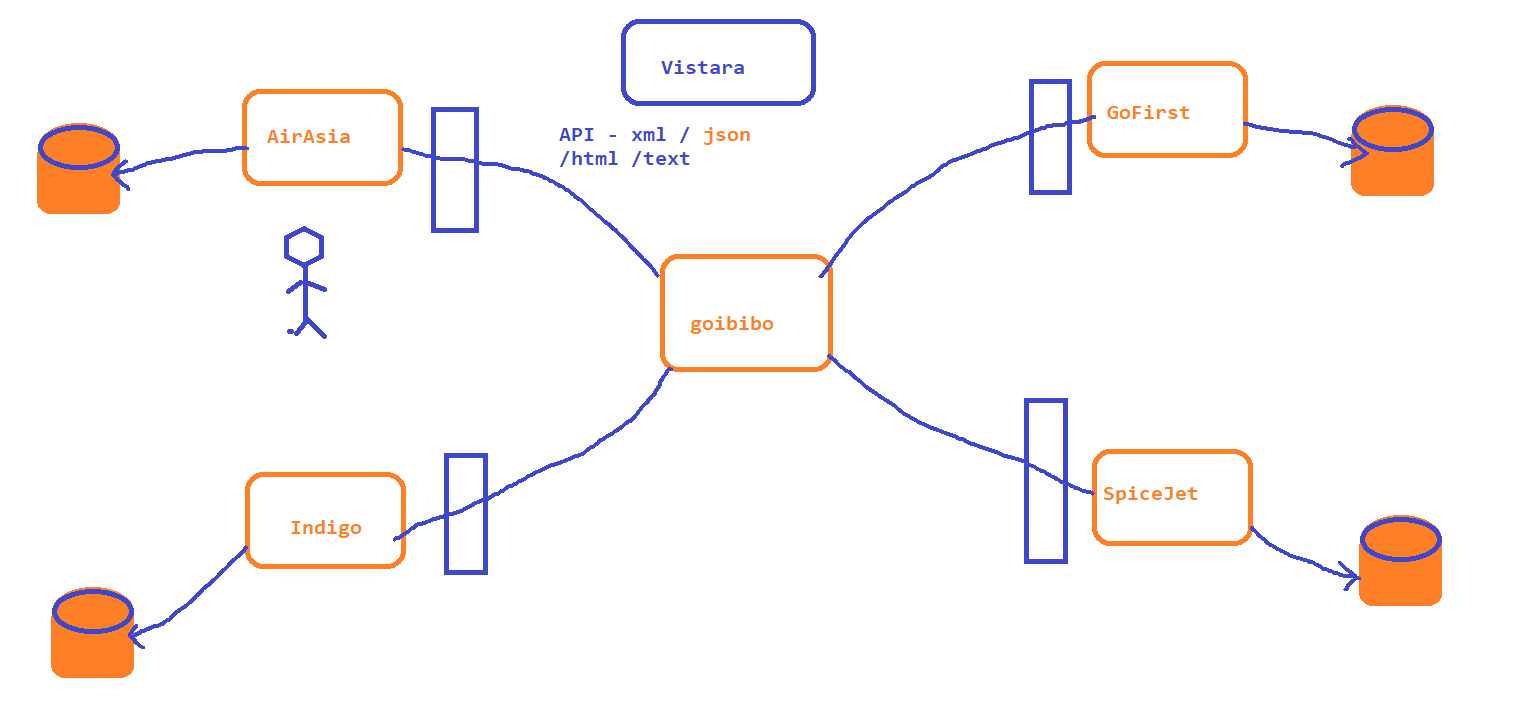 Vistara
AirAsia
API - xml / json
/html /text
GoFirst
goibibo
Indigo
SpiceJet